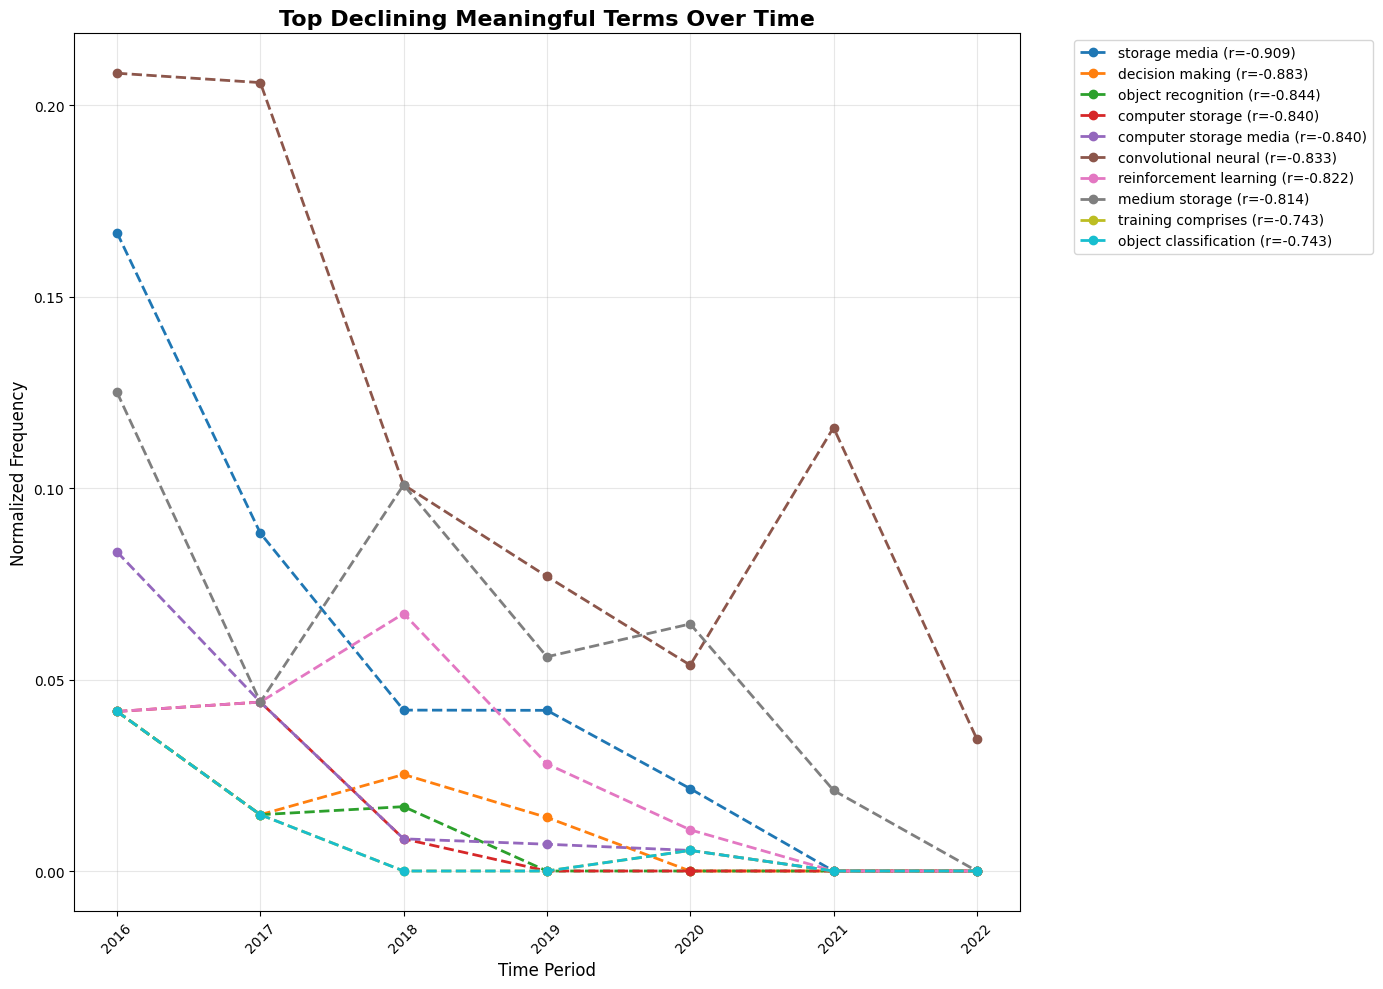 Top Declining Meaningful Terms Over Time
storage media (r=-0.909)
decision making (r=-0.883)
object recognition (r=-0.844)
computer storage (r=-0.840)
computer storage media (r=-0.840)
convolutional neural (r=-0.833)
reinforcement learning (r=-0.822)
medium storage (r=-0.814)
training comprises (r=-0.743)
object classification (r=-0.743)
Normalized Frequency
0.20
0.15
0.10
0.05
0.00
2016
2017
2018
2019
2020
2021
2022
Time Period